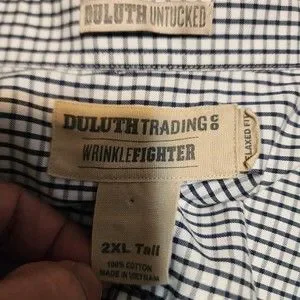 DULUTH UNTUCKED
DULUTH TRADING CO
WRINKLEFIGHTER
RELAXED FIT
2XL Tall
100% COTTON
MADE IN VIETNAM